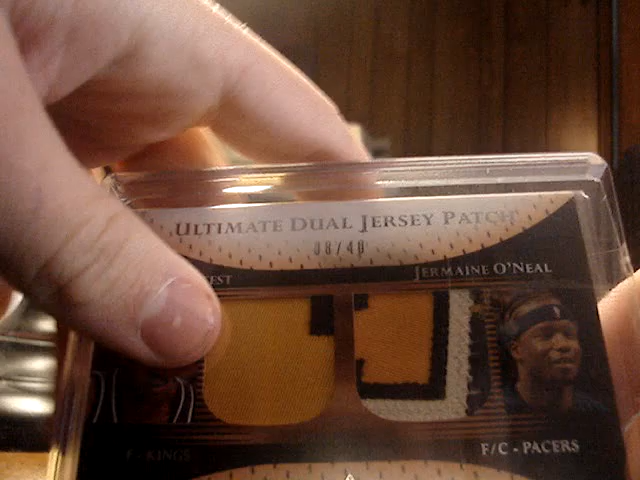 ULTIMATE DUAL JERSEY PATCH
38/40
EST JERMAINE O'NEAL
F - KINGS F/C - PACERS